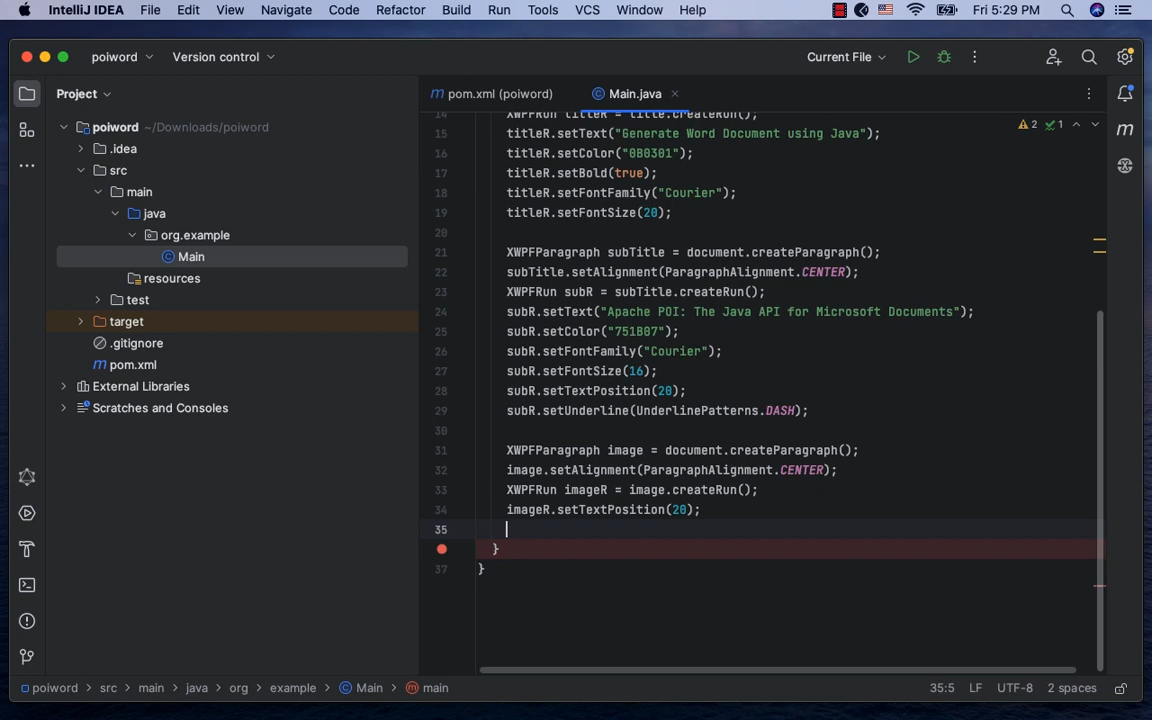 IntelliJ IDEA File Edit View Navigate Code Refactor Build Run Tools VCS Window Help Fri 5:29 PM
poiword Version control Current File
Project
pom.xml (poiword) Main.java
poiword ~/Downloads/poiword
.idea
src
main
java
org.example
Main
resources
test
target
.gitignore
pom.xml
External Libraries
Scratches and Consoles
2 1
14 XWPFRun titleR = title.createRun();
15 titleR.setText("Generate Word Document using Java");
16 titleR.setColor("0B0301");
17 titleR.setBold(true);
18 titleR.setFontFamily("Courier");
19 titleR.setFontSize(20);
20
21 XWPFParagraph subTitle = document.createParagraph();
22 subTitle.setAlignment(ParagraphAlignment.CENTER);
23 XWPFRun subR = subTitle.createRun();
24 subR.setText("Apache POI: The Java API for Microsoft Documents");
25 subR.setColor("751B07");
26 subR.setFontFamily("Courier");
27 subR.setFontSize(16);
28 subR.setTextPosition(20);
29 subR.setUnderline(UnderlinePatterns.DASH);
30
31 XWPFParagraph image = document.createParagraph();
32 image.setAlignment(ParagraphAlignment.CENTER);
33 XWPFRun imageR = image.createRun();
34 imageR.setTextPosition(20);
35
}
37 }
poiword > src > main > java > org > example > Main > main 35:5 LF UTF-8 2 spaces